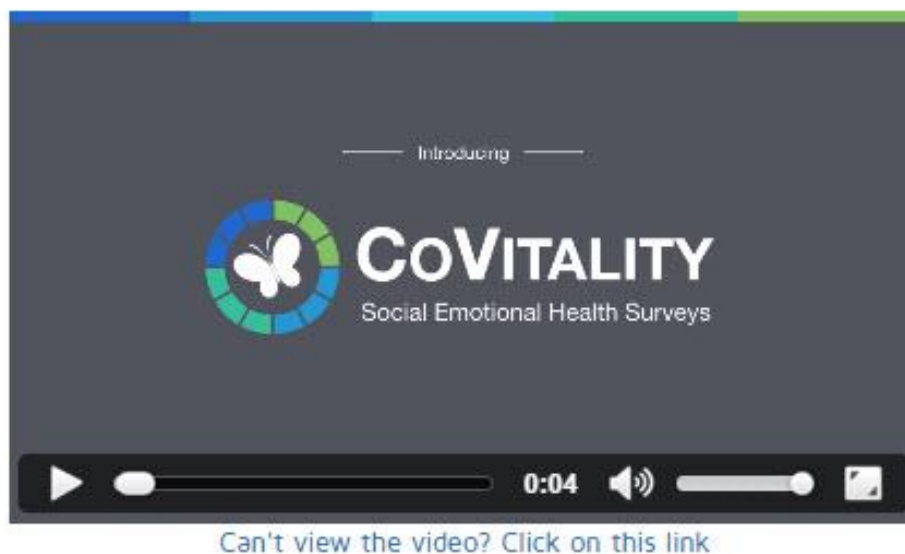 Introducing
COVITALITY
Social Emotional Health Surveys
0:04
Can't view the video? Click on this link